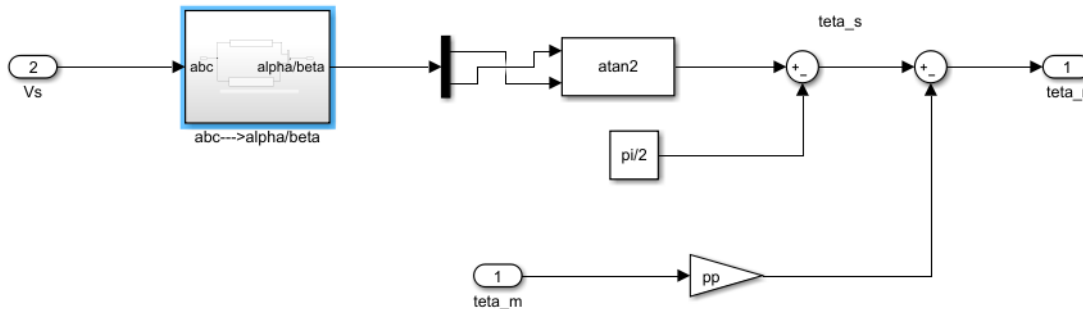 teta_s
2
Vs
abc
alpha/beta
abc--->alpha/beta
atan2
+
-
+
-
1
pi/2
1
teta_m
pp